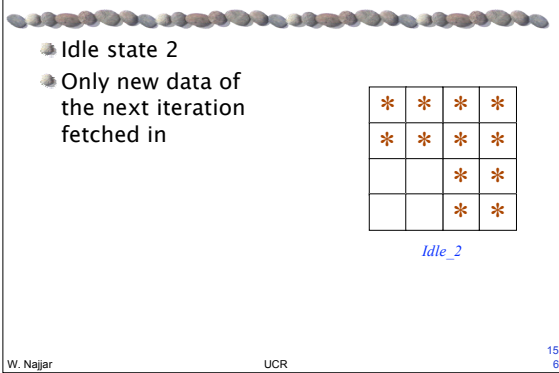 Idle state 2
Only new data of
the next iteration
fetched in
* * * *
* * * *
* *
* *
Idle_2
W. Najjar
UCR
15
6